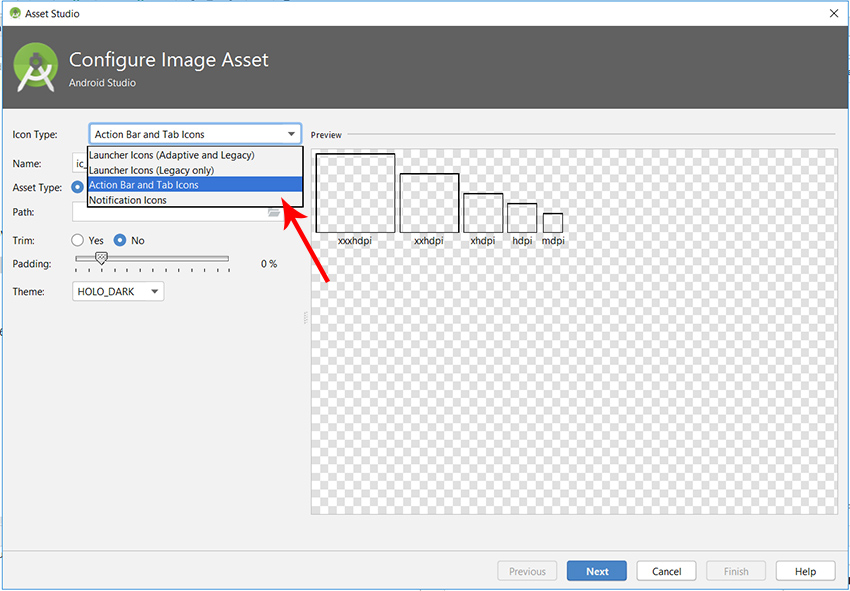 Asset Studio
Configure Image Asset
Android Studio
Icon Type:
Action Bar and Tab Icons
Launcher Icons (Adaptive and Legacy)
Launcher Icons (Legacy only)
Action Bar and Tab Icons
Notification Icons
Name:
ic_
Asset Type:
Path:
Trim:
Yes
No
Padding:
0 %
Theme:
HOLO_DARK
Preview
xxxhdpi
xxhdpi
xhdpi
hdpi
mdpi
Previous
Next
Cancel
Finish
Help